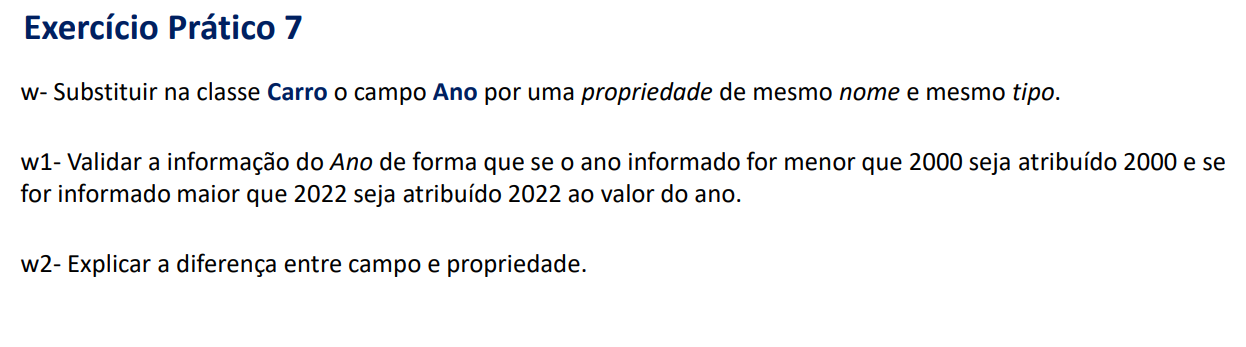 Exercício Prático 7
w- Substituir na classe Carro o campo Ano por uma propriedade de mesmo nome e mesmo tipo.
w1- Validar a informação do Ano de forma que se o ano informado for menor que 2000 seja atribuído 2000 e se
for informado maior que 2022 seja atribuído 2022 ao valor do ano.
w2- Explicar a diferença entre campo e propriedade.